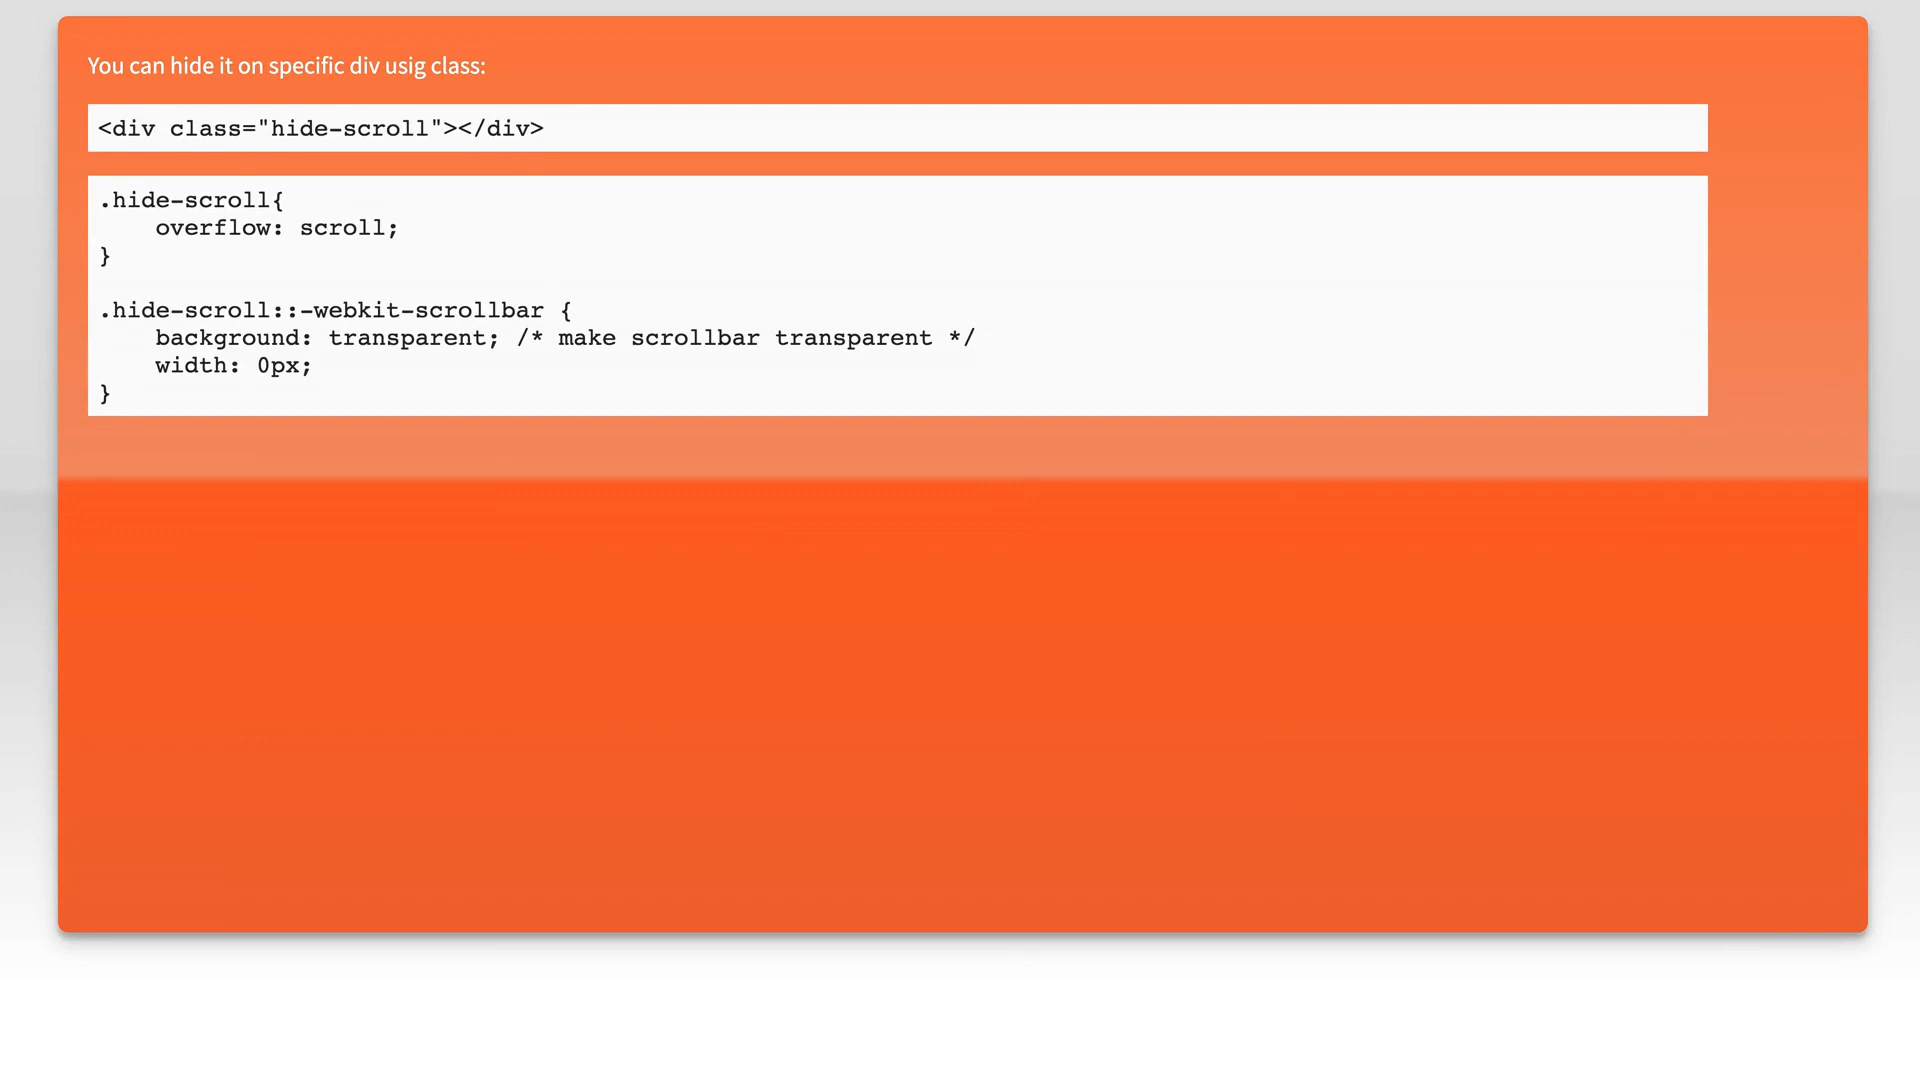 You can hide it on specific div usig class:
<div class="hide-scroll"></div>
.hide-scroll{
    overflow: scroll;
}
.hide-scroll::-webkit-scrollbar {
    background: transparent; /* make scrollbar transparent */
    width: 0px;
}